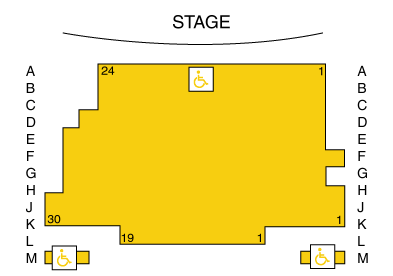 STAGE
A 24 1 A
B B
C C
D D
E E
F F
G G
H H
J J
K 30 1 K
L 19 1 L
M M